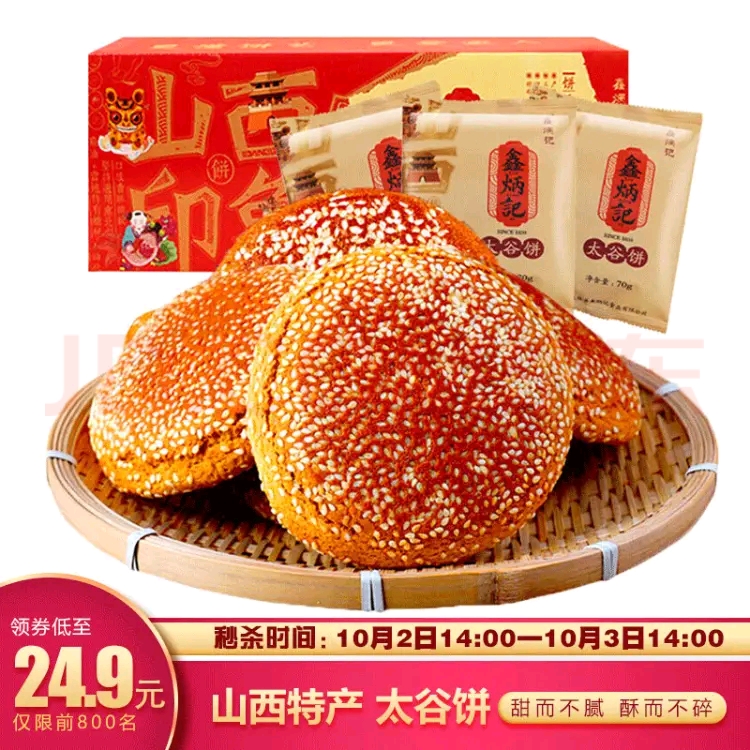 山西
印象
饼
鑫炳記
SINCE 1889
太谷饼
70g
鑫炳記
太谷饼
净含量:70g
领券低至
24.9元
仅限前800名
秒杀时间:10月2日14:00—10月3日14:00
山西特产 太谷饼 甜而不腻 酥而不碎